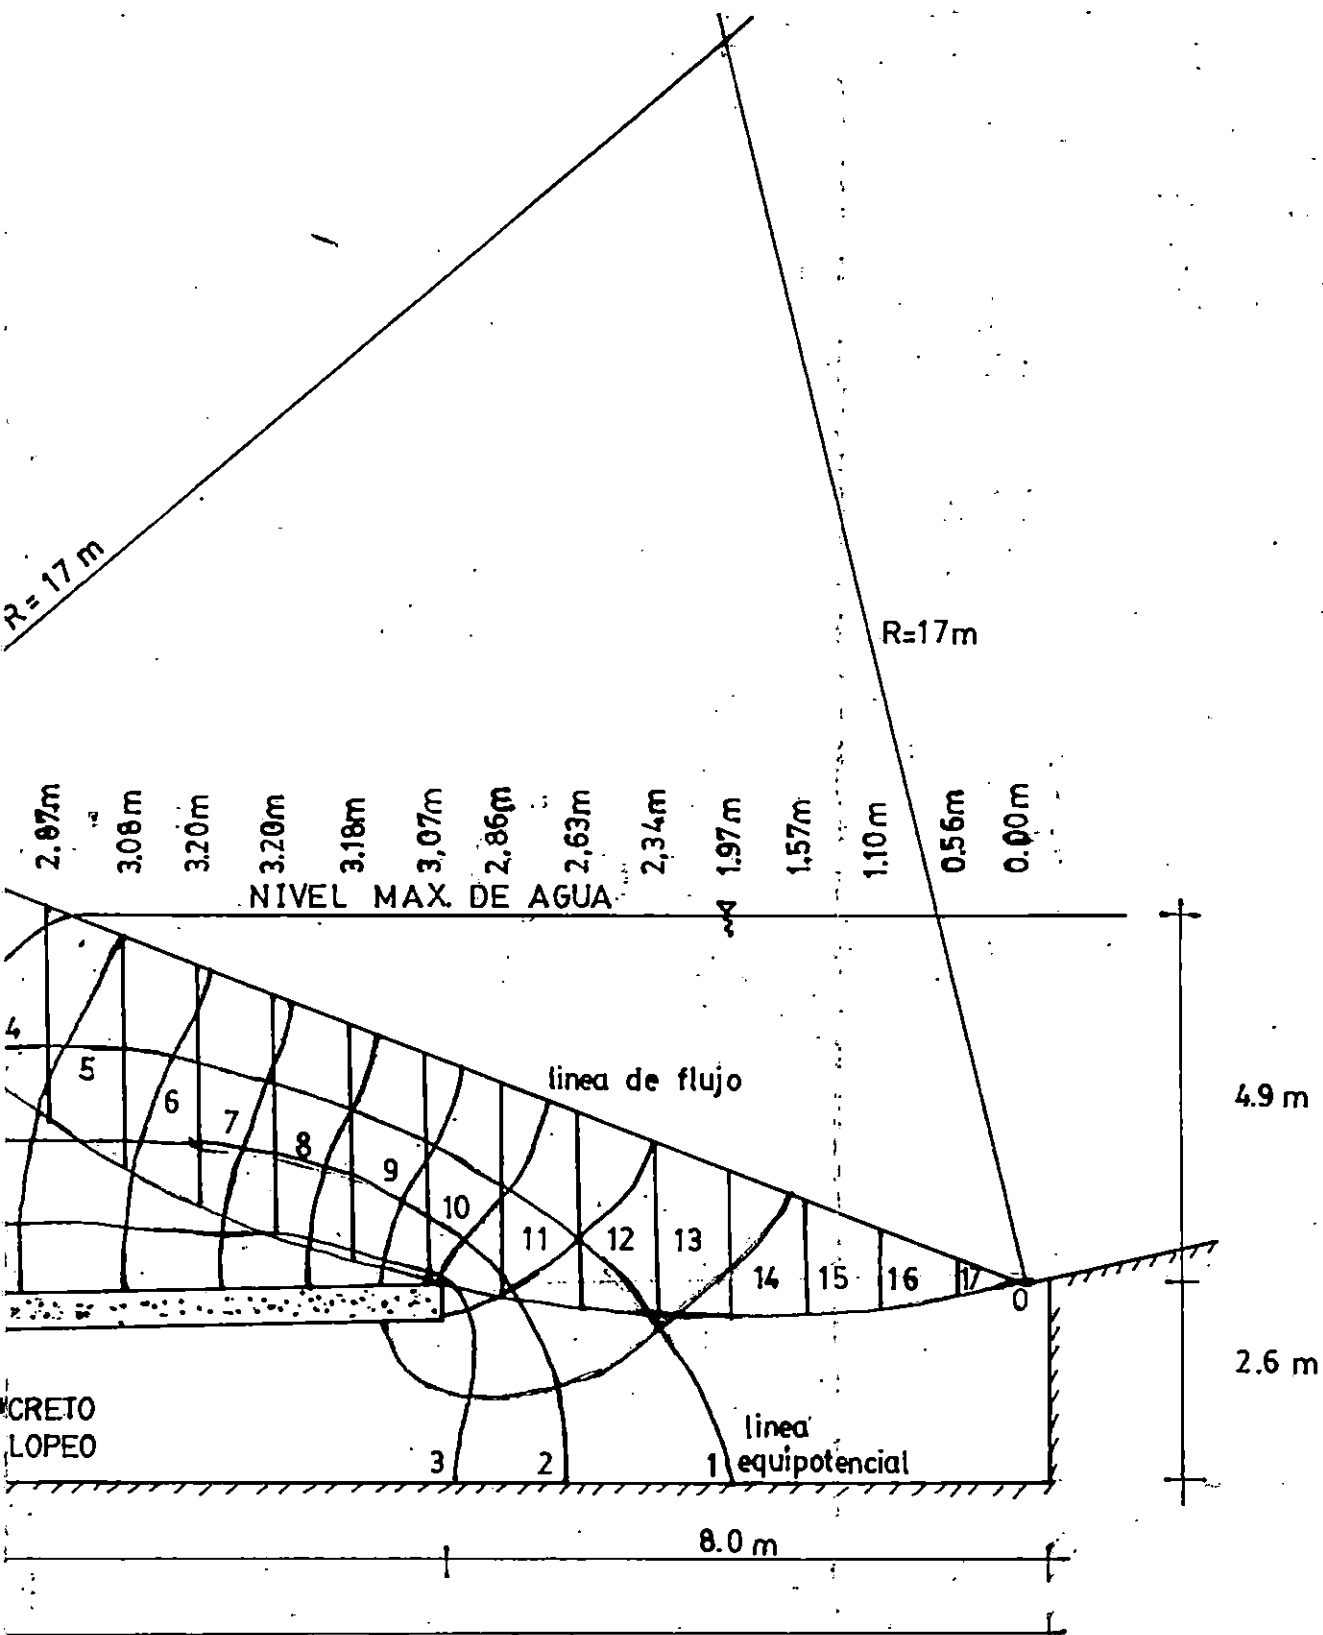 R= 17 m
R=17m
2.87m
3.08m
3.20m
3.20m
3.18m
3,07m
2,86m
2,63m
2,34m
1.97m
1.57m
1.10m
0.56m
0.00m
NIVEL MAX. DE AGUA
4
5
6
7
8
9
10
11
12
13
14
15
16
17
0
linea de flujo
4.9 m
2.6 m
CRETO
LOPEO
3
2
1
linea
equipotencial
8.0 m